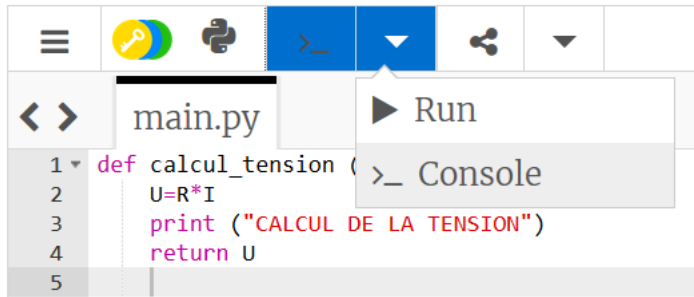 main.py
Run
>_ Console
1 def calcul_tension (
2 U=R*I
3 print ("CALCUL DE LA TENSION")
4 return U
5